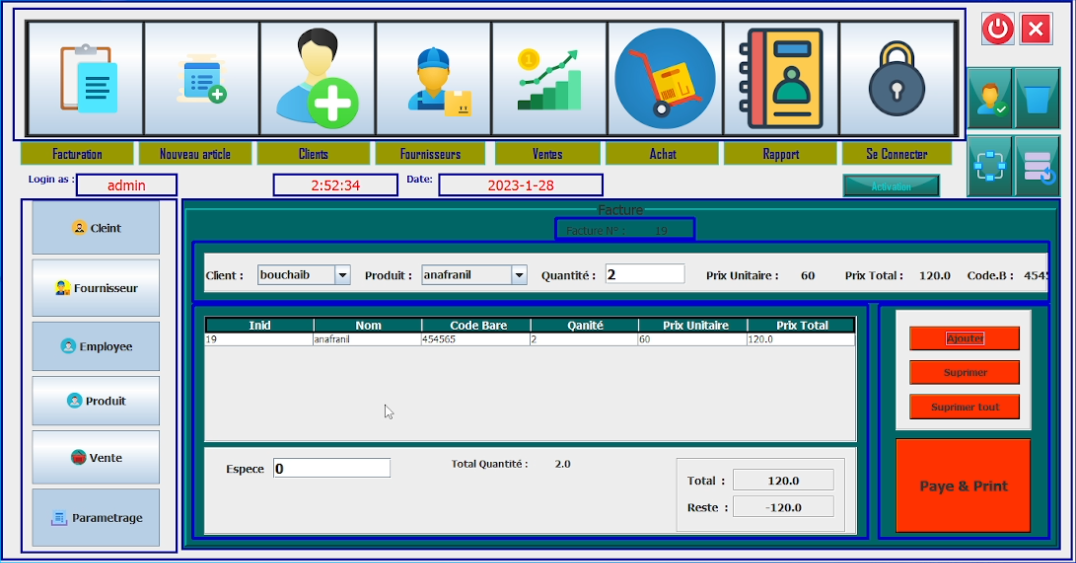 Facturation Nouveau article Clients Fournisseurs Ventes Achat Rapport Se Connecter
Login as : admin 2:52:34 Date: 2023-1-28 Activation
Cleint
Fournisseur
Employee
Produit
Vente
Parametrage
Facture
Facture N° : 19
Client : bouchaib Produit : anafranil Quantité : 2 Prix Unitaire : 60 Prix Total : 120.0 Code.B : 4545
Inid Nom Code Bare Qanité Prix Unitaire Prix Total
19 anafranil 454565 2 60 120.0
Espece 0 Total Quantité : 2.0
Total : 120.0
Reste : -120.0
Ajouter
Suprimer
Suprimer tout
Paye & Print